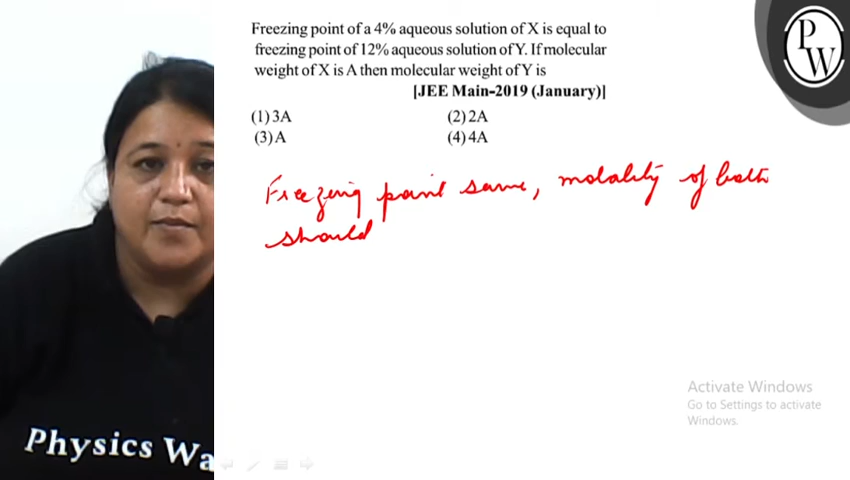 Freezing point of a 4% aqueous solution of X is equal to
freezing point of 12% aqueous solution of Y. If molecular
weight of X is A then molecular weight of Y is
[JEE Main-2019 (January)]
(1) 3A (2) 2A
(3) A (4) 4A
Freezing point same, molality of both
should
P
W
Physics Wa
Activate Windows
Go to Settings to activate
Windows.